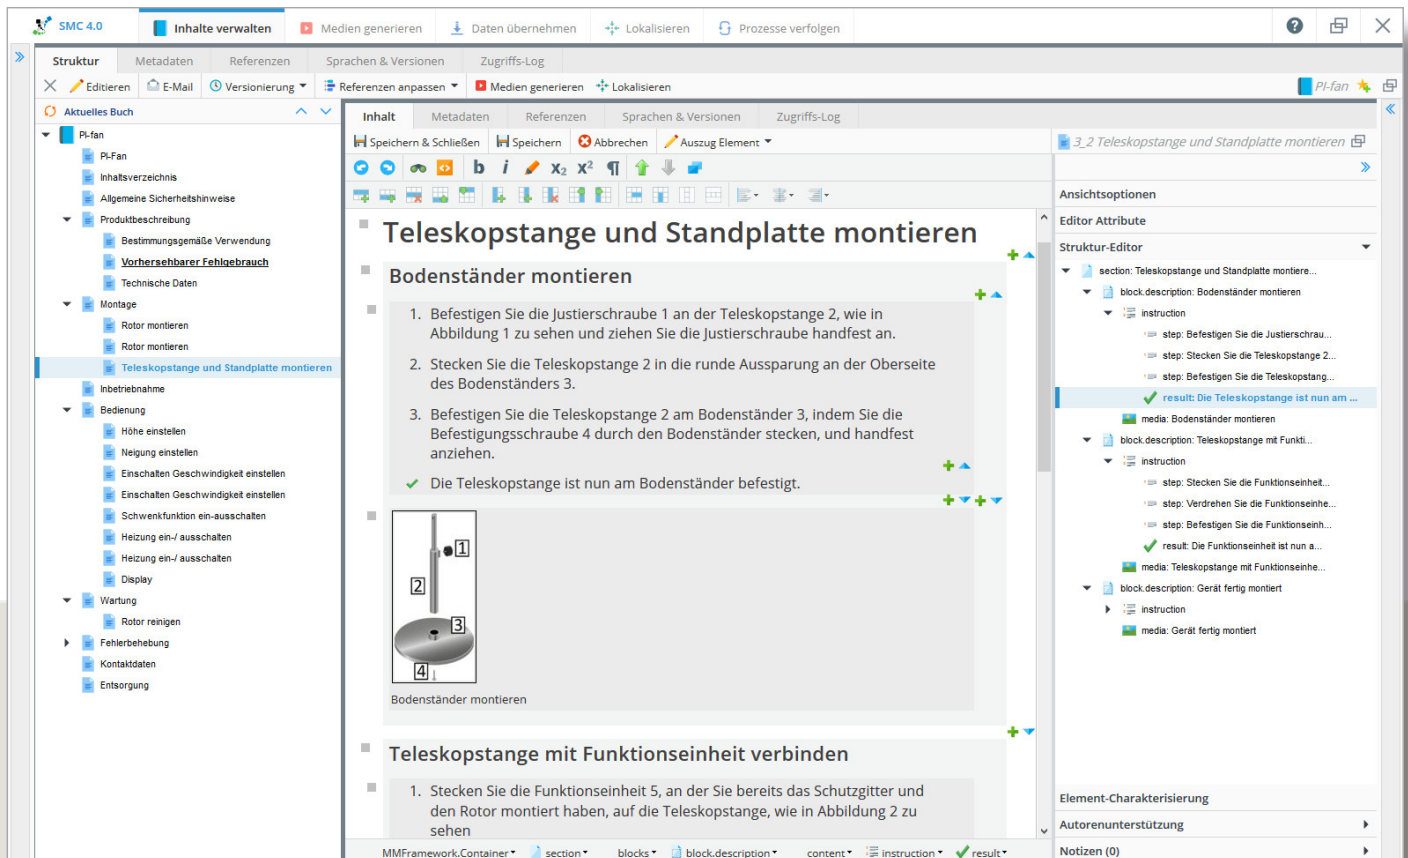 SMC 4.0
Inhalte verwalten
Medien generieren
Daten übernehmen
Lokalisieren
Prozesse verfolgen
Struktur
Metadaten
Referenzen
Sprachen & Versionen
Zugriffs-Log
Editieren
E-Mail
Versionierung
Referenzen anpassen
Medien generieren
Lokalisieren
PI-fan
Aktuelles Buch
PI-fan
PI-Fan
Inhaltsverzeichnis
Allgemeine Sicherheitshinweise
Produktbeschreibung
Bestimmungsgemäße Verwendung
Vorhersehbarer Fehlgebrauch
Technische Daten
Montage
Rotor montieren
Rotor montieren
Teleskopstange und Standplatte montieren
Inbetriebnahme
Bedienung
Höhe einstellen
Neigung einstellen
Einschalten Geschwindigkeit einstellen
Einschalten Geschwindigkeit einstellen
Schwenkfunktion ein-ausschalten
Heizung ein-/ ausschalten
Heizung ein-/ ausschalten
Display
Wartung
Rotor reinigen
Fehlerbehebung
Kontaktdaten
Entsorgung
Inhalt
Metadaten
Referenzen
Sprachen & Versionen
Zugriffs-Log
Speichern & Schließen
Speichern
Abbrechen
Auszug Element
b i x₂ x² ¶
Teleskopstange und Standplatte montieren
Bodenständer montieren
1. Befestigen Sie die Justierschraube 1 an der Teleskopstange 2, wie in
Abbildung 1 zu sehen und ziehen Sie die Justierschraube handfest an.
2. Stecken Sie die Teleskopstange 2 in die runde Aussparung an der Oberseite
des Bodenständers 3.
3. Befestigen Sie die Teleskopstange 2 am Bodenständer 3, indem Sie die
Befestigungsschraube 4 durch den Bodenständer stecken, und handfest
anziehen.
Die Teleskopstange ist nun am Bodenständer befestigt.
1
2
3
4
Bodenständer montieren
Teleskopstange mit Funktionseinheit verbinden
1. Stecken Sie die Funktionseinheit 5, an der Sie bereits das Schutzgitter und
den Rotor montiert haben, auf die Teleskopstange, wie in Abbildung 2 zu
sehen
MMFramework.Container
section
blocks
block.description
content
instruction
result
3_2 Teleskopstange und Standplatte montieren
Ansichtsoptionen
Editor Attribute
Struktur-Editor
section: Teleskopstange und Standplatte montiere...
block.description: Bodenständer montieren
instruction
step: Befestigen Sie die Justierschrau...
step: Stecken Sie die Teleskopstange 2...
step: Befestigen Sie die Teleskopstang...
result: Die Teleskopstange ist nun am ...
media: Bodenständer montieren
block.description: Teleskopstange mit Funkti...
instruction
step: Stecken Sie die Funktionseinheit...
step: Verdrehen Sie die Funktionseinhe...
step: Befestigen Sie die Funktionseinh...
result: Die Funktionseinheit ist nun a...
media: Teleskopstange mit Funktionseinhe...
block.description: Gerät fertig montiert
instruction
media: Gerät fertig montiert
Element-Charakterisierung
Autorenunterstützung
Notizen (0)